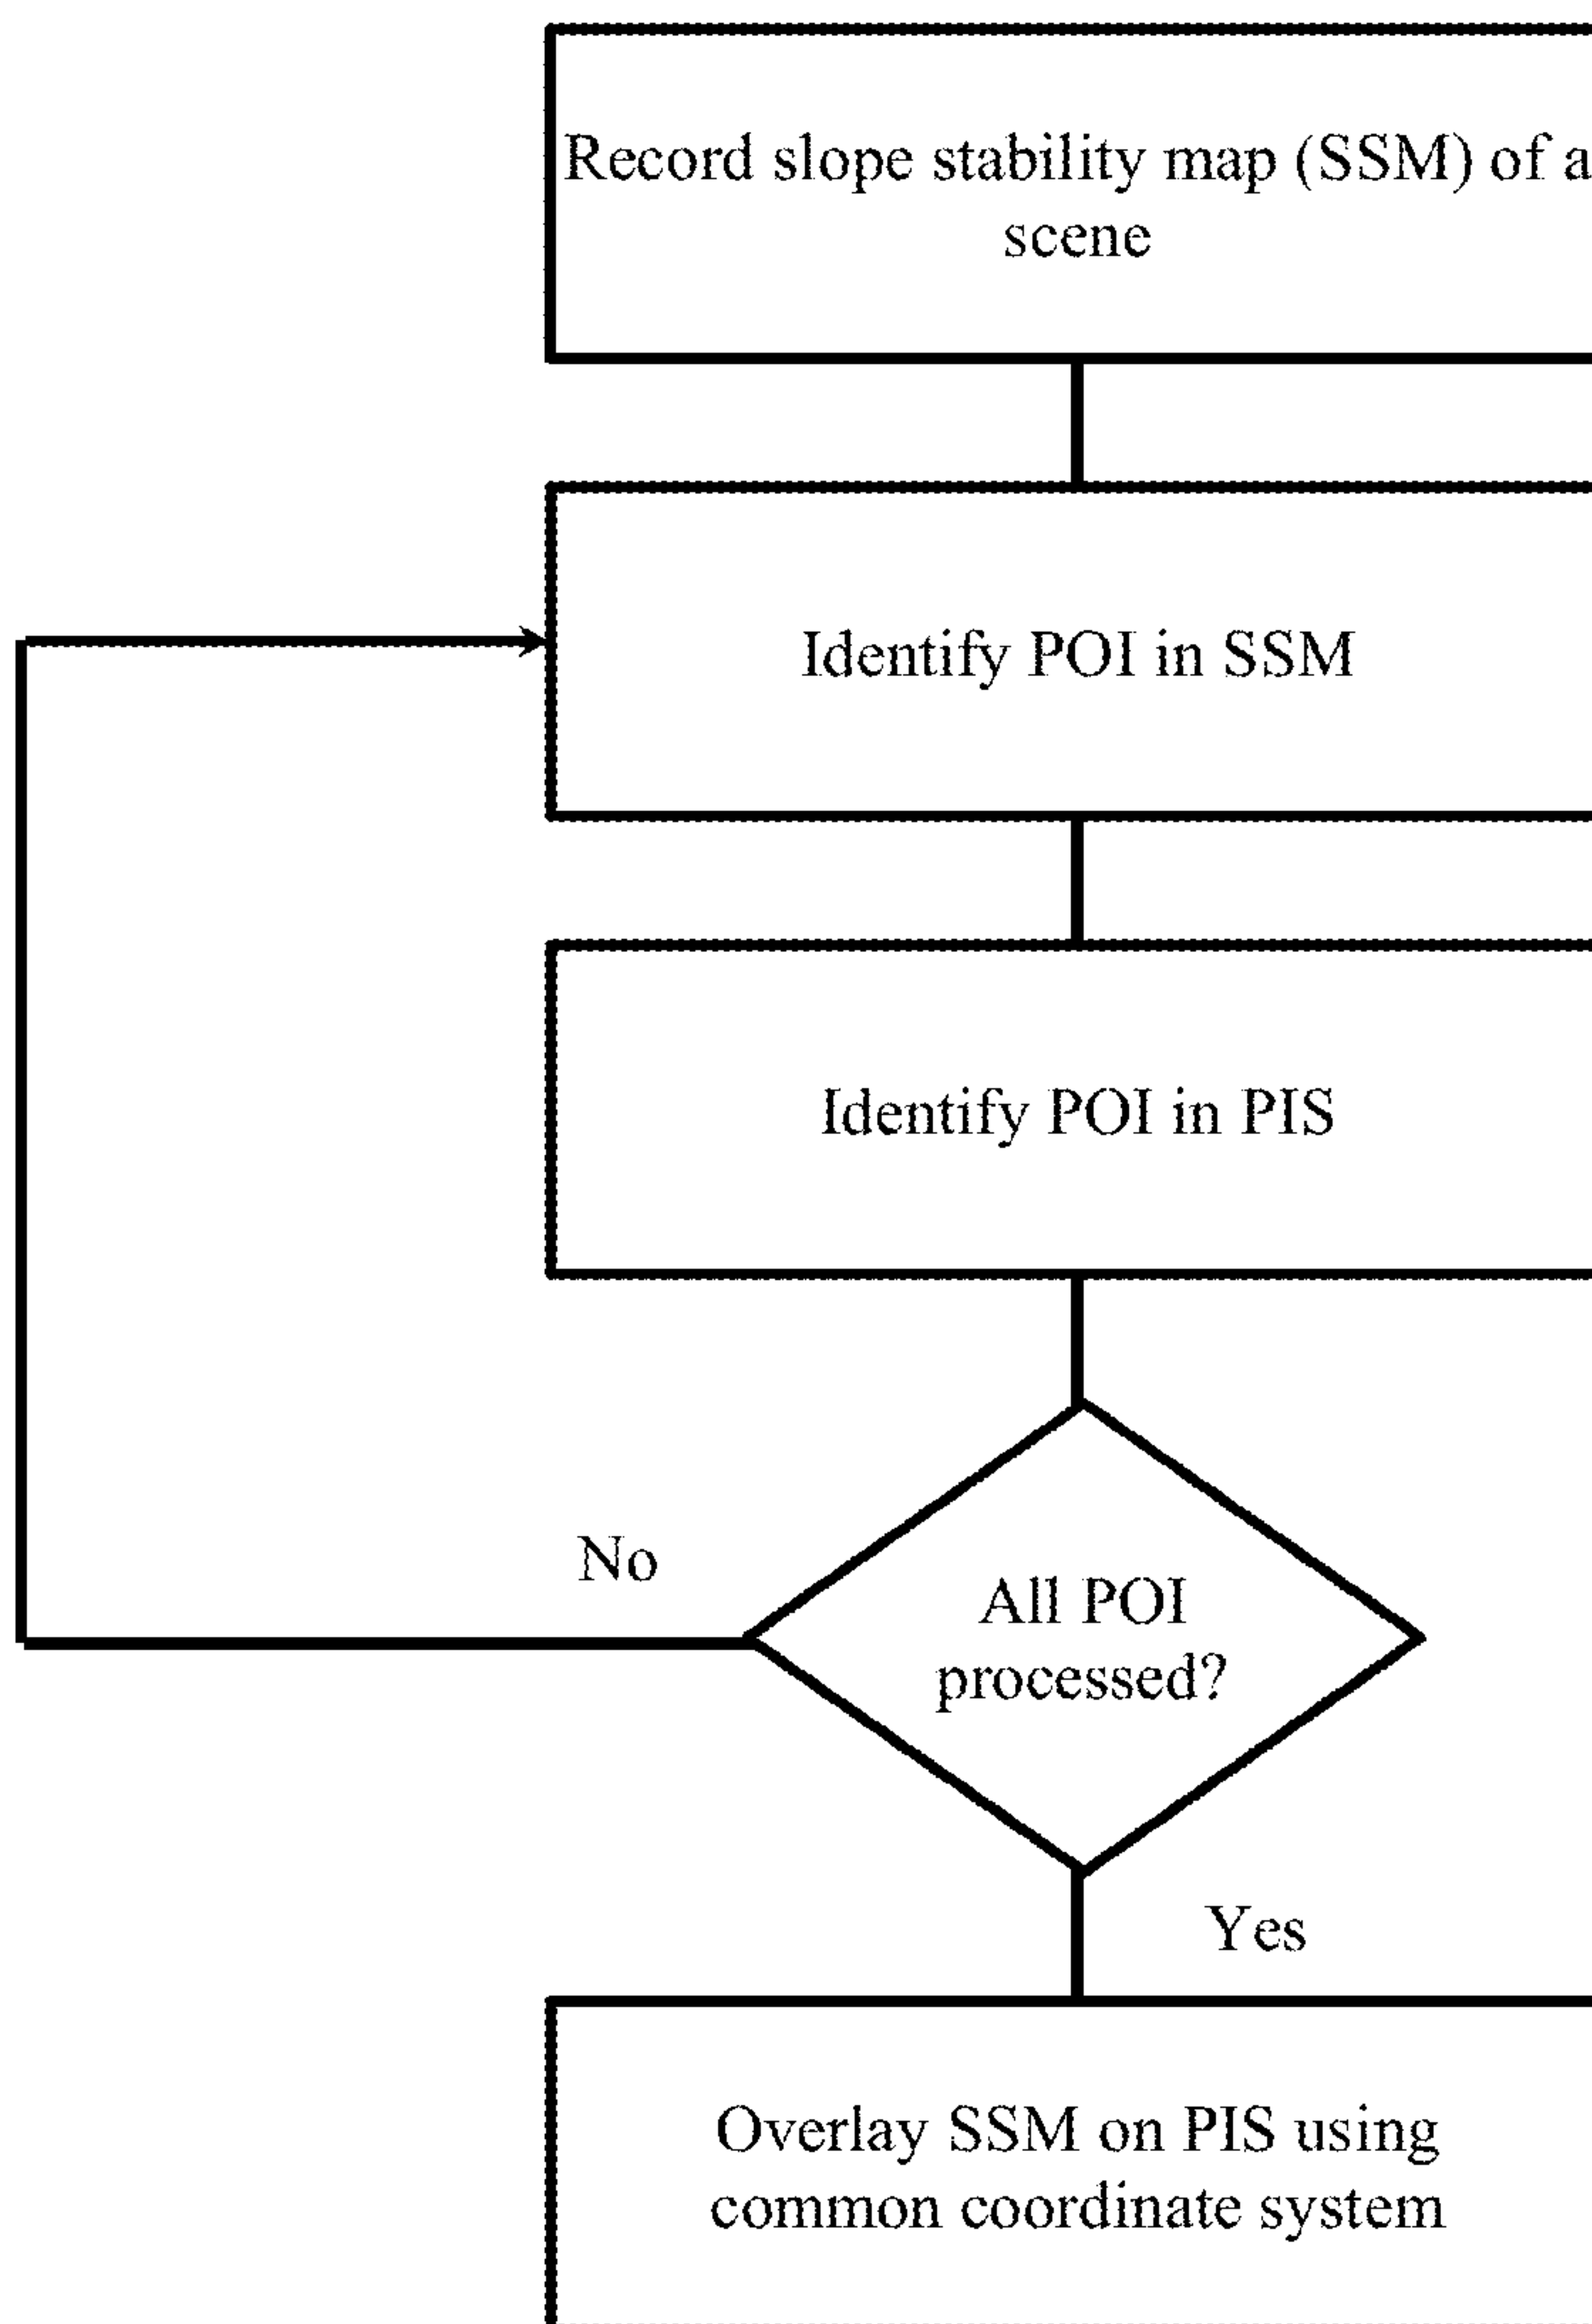 Record slope stability map (SSM) of a
scene
Identify POI in SSM
Identify POI in PIS
No
All POI
processed?
Yes
Overlay SSM on PIS using
common coordinate system